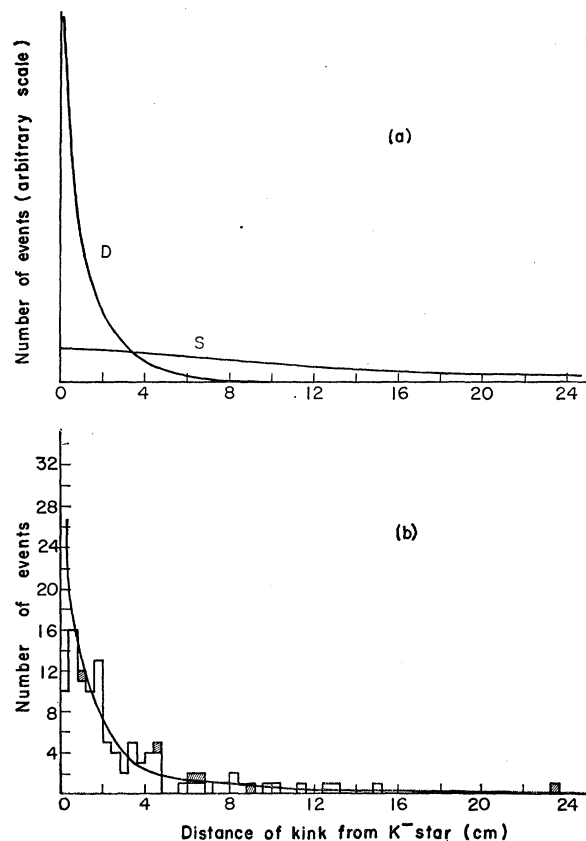 Number of events (arbitrary scale)
(a)
D
S
0 4 8 12 16 20 24
32
28
24
20
16
12
8
4
Number of events
(b)
0 4 8 12 16 20 24
Distance of kink from K⁻ star (cm)